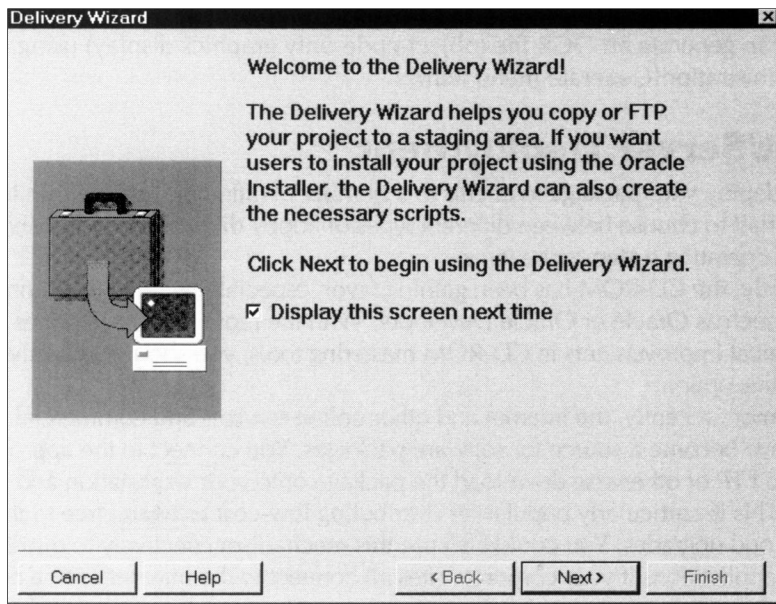 Delivery Wizard
Welcome to the Delivery Wizard!
The Delivery Wizard helps you copy or FTP
your project to a staging area. If you want
users to install your project using the Oracle
Installer, the Delivery Wizard can also create
the necessary scripts.
Click Next to begin using the Delivery Wizard.
Display this screen next time
Cancel Help < Back Next > Finish